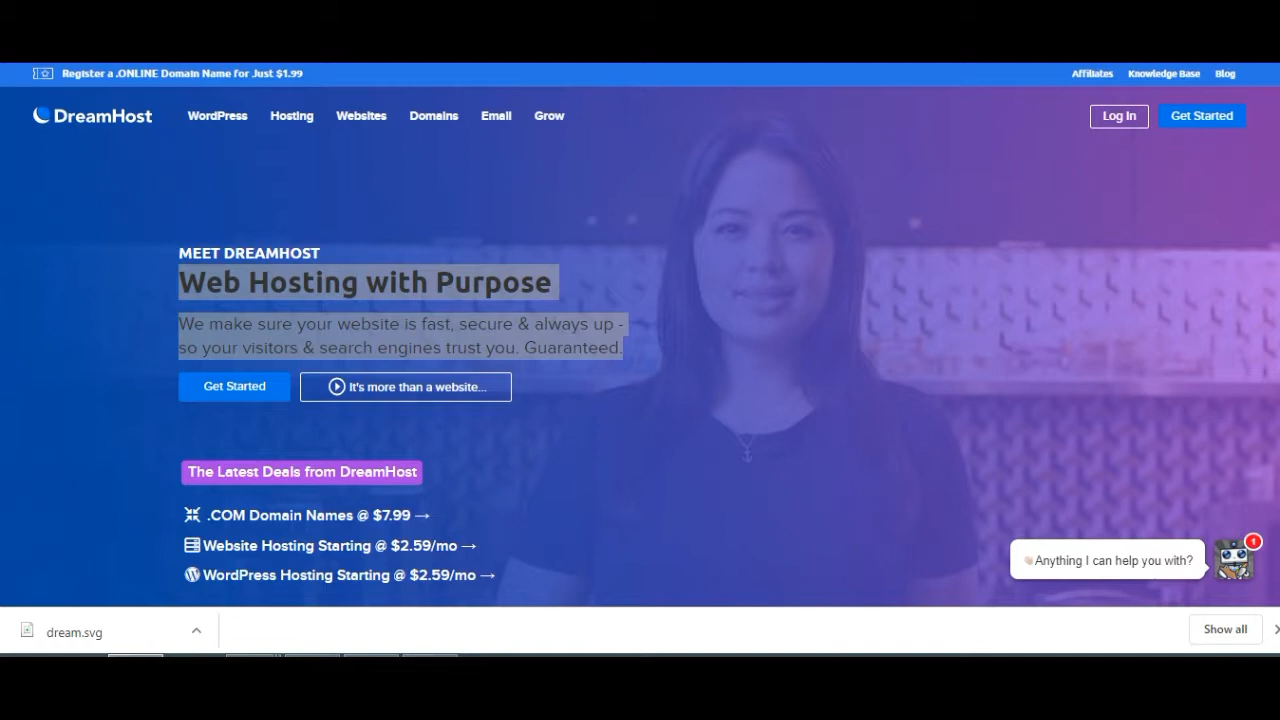 Register a .ONLINE Domain Name for Just $1.99
Affiliates Knowledge Base Blog
DreamHost WordPress Hosting Websites Domains Email Grow Log In Get Started
MEET DREAMHOST
Web Hosting with Purpose
We make sure your website is fast, secure & always up -
so your visitors & search engines trust you. Guaranteed.
Get Started It's more than a website...
The Latest Deals from DreamHost
.COM Domain Names @ $7.99 →
Website Hosting Starting @ $2.59/mo →
WordPress Hosting Starting @ $2.59/mo →
1
👋Anything I can help you with?
dream.svg
Show all